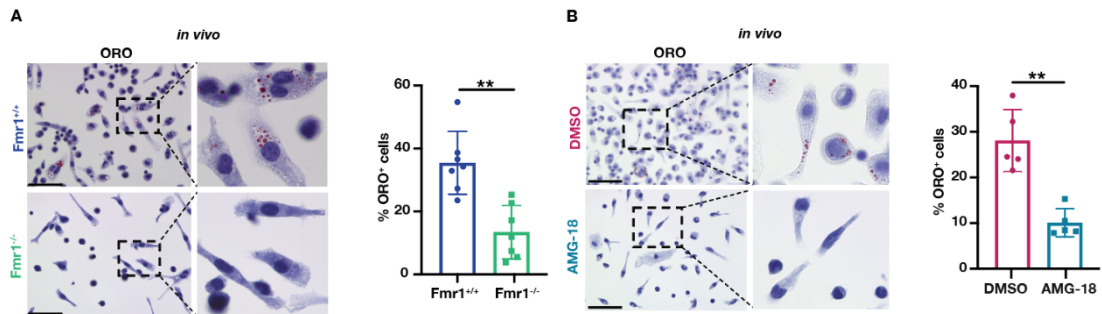 A
in vivo
ORO
Fmr1+/+
Fmr1-/-
% ORO+ cells
60
40
20
0
**
Fmr1+/+ Fmr1-/-
B
in vivo
ORO
DMSO
AMG-18
% ORO+ cells
40
30
20
10
0
**
DMSO AMG-18